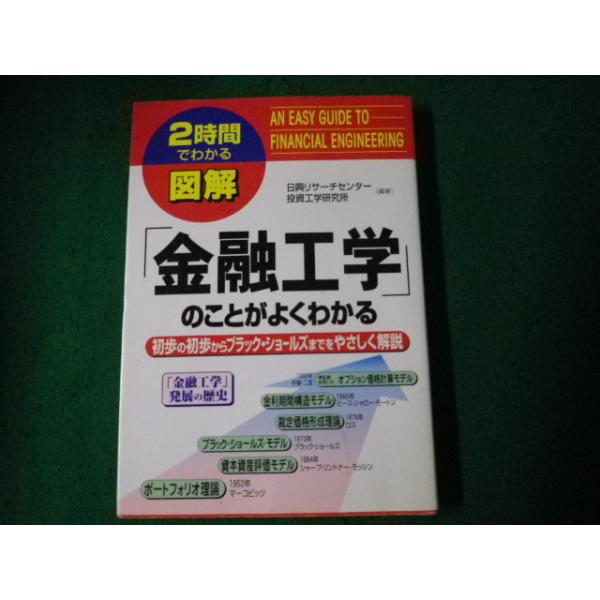 2時間
でわかる
図解
AN EASY GUIDE TO
FINANCIAL ENGINEERING
日興リサーチセンター
投資工学研究所
[編著]
「金融工学」
のことがよくわかる
初歩の初歩からブラック・ショールズまでをやさしく解説
「金融工学」
発展の歴史
オプション価格計算モデル
金利期間構造モデル
ヒース・ジャロー・モートン
裁定価格形成理論
1976年
ロス
ブラック・ショールズ・モデル
1973年
ブラック・ショールズ
資本資産評価モデル
1964年
シャープ・リントナー・モッシン
ポートフォリオ理論
1952年
マーコビッツ